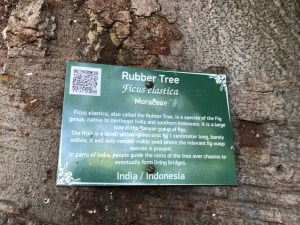 Rubber Tree
Ficus elastica
Moraceae
Ficus elastica, also called the Rubber Tree, is a species of the Fig
genus, native to northeast India and southern Indonesia. It is a large
tree in the Banyan group of figs.
The fruit is a small yellow-green oval fig 1 centimeter long, barely
edible. It will only contain viable seed where the relevant fig wasp
species is present.
In parts of India, people guide the roots of the tree over chasms to
eventually form living bridges.
India / Indonesia